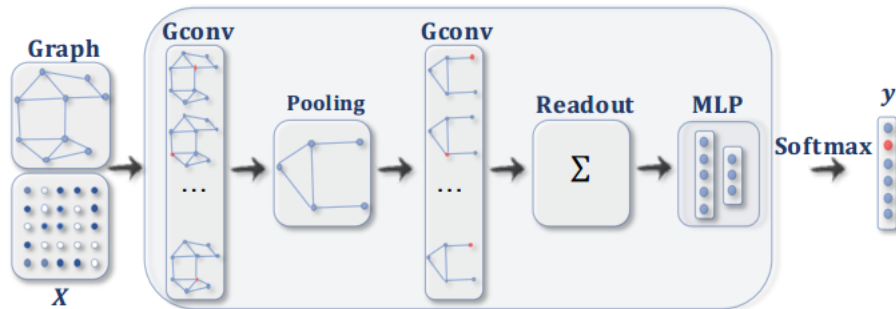 Graph
X
Gconv
...
Pooling
Gconv
...
Readout
Σ
MLP
Softmax
y